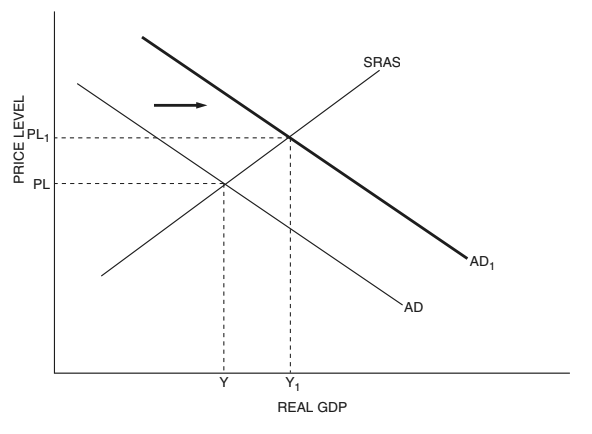 SRAS
PRICE LEVEL
PL1
PL
AD1
AD
Y
Y1
REAL GDP